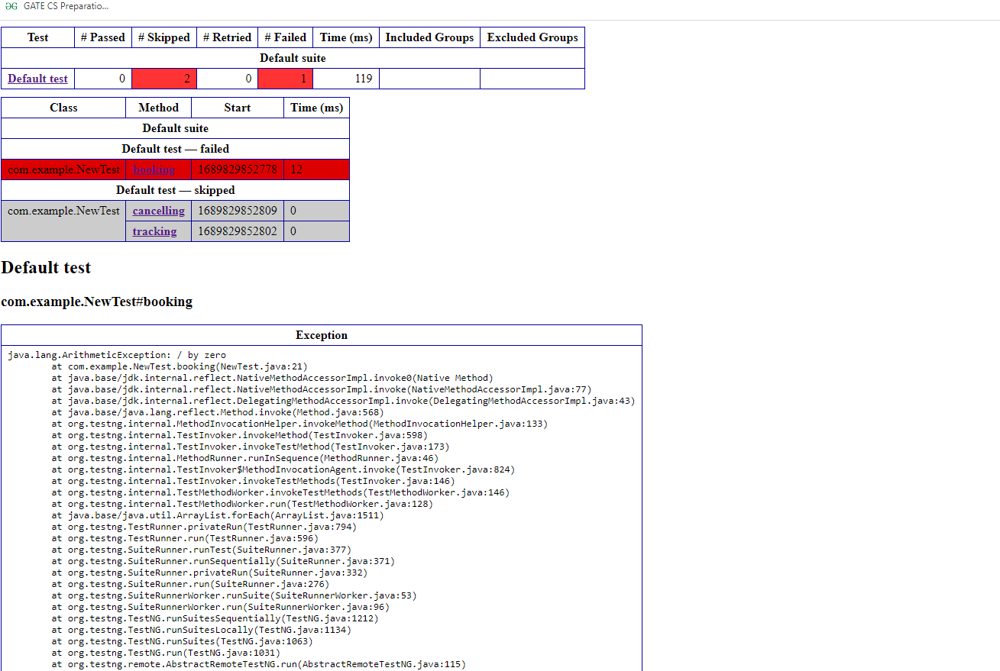 GATE CS Preparatio...
Test # Passed # Skipped # Retried # Failed Time (ms) Included Groups Excluded Groups
Default suite
Default test 0 2 0 1 119
Class Method Start Time (ms)
Default suite
Default test — failed
com.example.NewTest booking 1689829852778 12
Default test — skipped
com.example.NewTest cancelling 1689829852809 0
tracking 1689829852802 0
Default test
com.example.NewTest#booking
Exception
java.lang.ArithmeticException: / by zero
at com.example.NewTest.booking(NewTest.java:21)
at java.base/jdk.internal.reflect.NativeMethodAccessorImpl.invoke0(Native Method)
at java.base/jdk.internal.reflect.NativeMethodAccessorImpl.invoke(NativeMethodAccessorImpl.java:77)
at java.base/jdk.internal.reflect.DelegatingMethodAccessorImpl.invoke(DelegatingMethodAccessorImpl.java:43)
at java.base/java.lang.reflect.Method.invoke(Method.java:568)
at org.testng.internal.MethodInvocationHelper.invokeMethod(MethodInvocationHelper.java:133)
at org.testng.internal.TestInvoker.invokeMethod(TestInvoker.java:598)
at org.testng.internal.TestInvoker.invokeTestMethod(TestInvoker.java:173)
at org.testng.internal.MethodRunner.runInSequence(MethodRunner.java:46)
at org.testng.internal.TestInvoker$MethodInvocationAgent.invoke(TestInvoker.java:824)
at org.testng.internal.TestInvoker.invokeTestMethods(TestInvoker.java:146)
at org.testng.internal.TestMethodWorker.invokeTestMethods(TestMethodWorker.java:146)
at org.testng.internal.TestMethodWorker.run(TestMethodWorker.java:128)
at java.base/java.util.ArrayList.forEach(ArrayList.java:1511)
at org.testng.TestRunner.privateRun(TestRunner.java:794)
at org.testng.TestRunner.run(TestRunner.java:596)
at org.testng.SuiteRunner.runTest(SuiteRunner.java:377)
at org.testng.SuiteRunner.runSequentially(SuiteRunner.java:371)
at org.testng.SuiteRunner.privateRun(SuiteRunner.java:332)
at org.testng.SuiteRunner.run(SuiteRunner.java:276)
at org.testng.SuiteRunnerWorker.runSuite(SuiteRunnerWorker.java:53)
at org.testng.SuiteRunnerWorker.run(SuiteRunnerWorker.java:96)
at org.testng.TestNG.runSuitesSequentially(TestNG.java:1212)
at org.testng.TestNG.runSuitesLocally(TestNG.java:1134)
at org.testng.TestNG.runSuites(TestNG.java:1063)
at org.testng.TestNG.run(TestNG.java:1031)
at org.testng.remote.AbstractRemoteTestNG.run(AbstractRemoteTestNG.java:115)